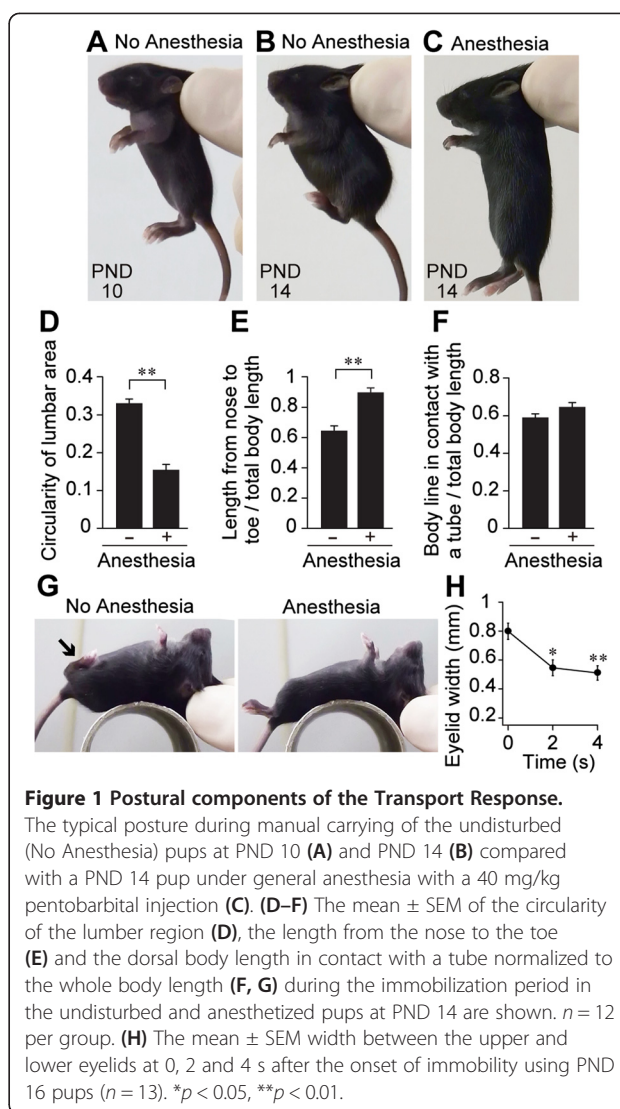 A No Anesthesia B No Anesthesia C Anesthesia
PND
10
PND
14
PND
14
D
Circularity of lumbar area
0.4
0.3
0.2
0.1
0
**
− +
Anesthesia
E
Length from nose to
toe / total body length
1
0.8
0.6
0.4
0.2
0
**
− +
Anesthesia
F
Body line in contact with
a tube / total body length
0.8
0.6
0.4
0.2
0
− +
Anesthesia
G
No Anesthesia Anesthesia
H
Eyelid width (mm)
1
0.8
0.6
0.4
0.2
* **
0 2 4
Time (s)
Figure 1 Postural components of the Transport Response.
The typical posture during manual carrying of the undisturbed
(No Anesthesia) pups at PND 10 (A) and PND 14 (B) compared
with a PND 14 pup under general anesthesia with a 40 mg/kg
pentobarbital injection (C). (D–F) The mean ± SEM of the circularity
of the lumber region (D), the length from the nose to the toe
(E) and the dorsal body length in contact with a tube normalized to
the whole body length (F, G) during the immobilization period in
the undisturbed and anesthetized pups at PND 14 are shown. n = 12
per group. (H) The mean ± SEM width between the upper and
lower eyelids at 0, 2 and 4 s after the onset of immobility using PND
16 pups (n = 13). *p < 0.05, **p < 0.01.